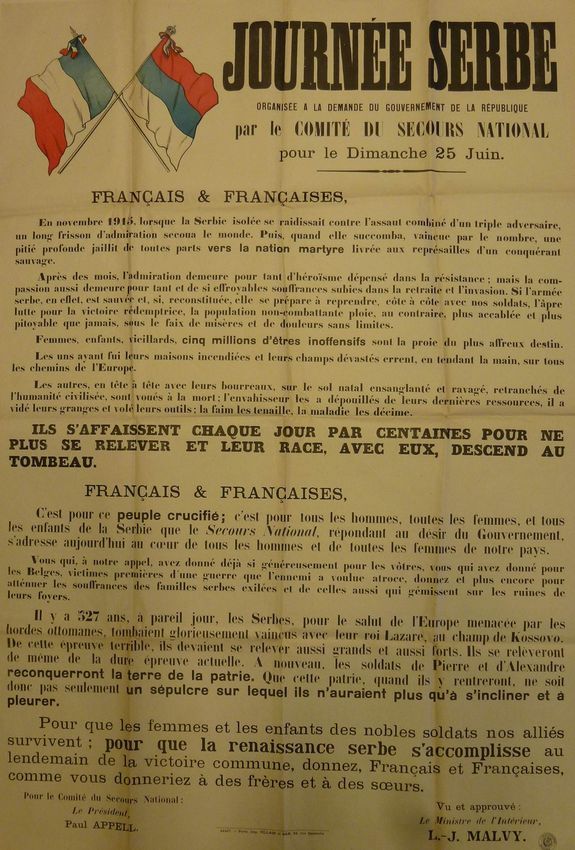 JOURNÉE SERBE
ORGANISÉE A LA DEMANDE DU GOUVERNEMENT DE LA RÉPUBLIQUE
par le COMITÉ DU SECOURS NATIONAL
pour le Dimanche 25 Juin.
FRANÇAIS & FRANÇAISES,
En novembre 1915, lorsque la Serbie isolée se raidissait contre l'assaut combiné d'un triple adversaire,
un long frisson d'admiration secoua le monde. Puis, quand elle succomba, vaincue par le nombre, une
pitié profonde jaillit de toutes parts vers la nation martyre livrée aux représailles d'un conquérant
sauvage.
Après des mois, l'admiration demeure pour tant d'héroïsme dépensé dans la résistance ; mais la com-
passion aussi demeure pour tant et de si effroyables souffrances subies dans la retraite et l'invasion. Si l'armée
serbe, en effet, est sauvée et, si, reconstituée, elle se prépare à reprendre, côte à côte avec nos soldats, l'âpre
lutte pour la victoire rédemptrice, la population non-combattante ploie, au contraire, plus accablée et plus
pitoyable que jamais, sous le faix de misères et de douleurs sans limites.
Femmes, enfants, vieillards, cinq millions d'êtres inoffensifs sont la proie du plus affreux destin.
Les uns ayant fui leurs maisons incendiées et leurs champs dévastés errent, en tendant la main, sur tous
les chemins de l'Europe.
Les autres, en tête à tête avec leurs bourreaux, sur le sol natal ensanglanté et ravagé, retranchés de
l'humanité civilisée, sont voués à la mort ; l'envahisseur les a dépouillés de leurs dernières ressources, il a
vidé leurs granges et volé leurs outils ; la faim les tenaille, la maladie les décime.
ILS S'AFFAISSENT CHAQUE JOUR PAR CENTAINES POUR NE
PLUS SE RELEVER ET LEUR RACE, AVEC EUX, DESCEND AU
TOMBEAU.
FRANÇAIS & FRANÇAISES,
C'est pour ce peuple crucifié ; c'est pour tous les hommes, toutes les femmes, et tous
les enfants de la Serbie que le Secours National, répondant au désir du Gouvernement,
s'adresse aujourd'hui au cœur de tous les hommes et de toutes les femmes de notre pays.
Vous qui, à notre appel, avez donné déjà si généreusement pour les vôtres, vous qui avez donné pour
les Belges, victimes premières d'une guerre que l'ennemi a voulue atroce, donnez et plus encore pour
atténuer les souffrances des familles serbes exilées et de celles aussi qui gémissent sur les ruines de
leurs foyers.
Il y a 527 ans, à pareil jour, les Serbes, pour le salut de l'Europe menacée par les
hordes ottomanes, tombaient glorieusement vaincus avec leur roi Lazare, au champ de Kossovo.
De cette épreuve terrible, ils devaient se relever aussi grands et aussi forts. Ils se relèveront
de même de la dure épreuve actuelle. A nouveau, les soldats de Pierre et d'Alexandre
reconquerront la terre de la patrie. Que cette patrie, quand ils y rentreront, ne soit
donc pas seulement un sépulcre sur lequel ils n'auraient plus qu'à s'incliner et à
pleurer.
Pour que les femmes et les enfants des nobles soldats nos alliés
survivent ; pour que la renaissance serbe s'accomplisse au
lendemain de la victoire commune, donnez, Français et Françaises,
comme vous donneriez à des frères et à des sœurs.
Pour le Comité du Secours National :
Le Président,
Paul APPELL.
Vu et approuvé :
Le Ministre de l'Intérieur,
L.-J. MALVY.